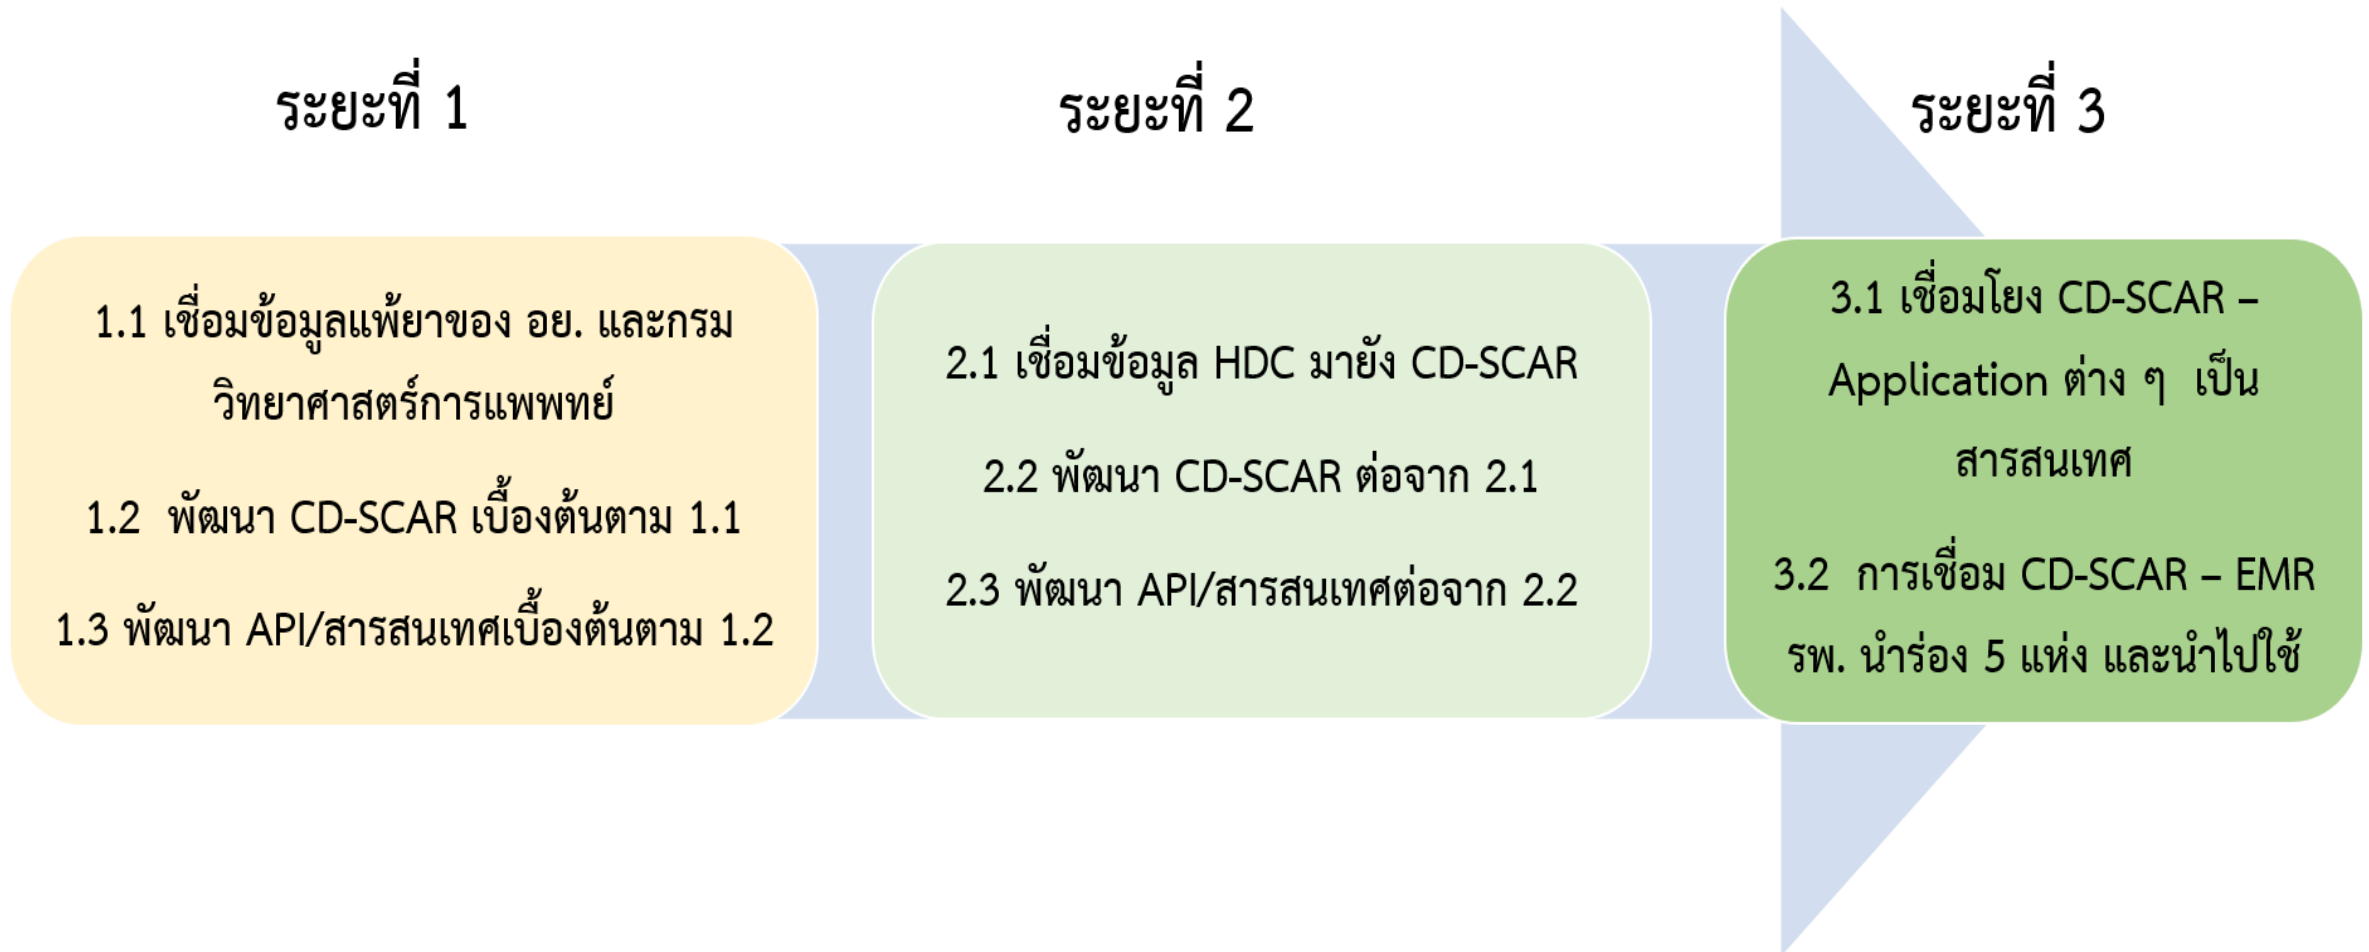 ระยะที่ 1
1.1 เชื่อมข้อมูลแพ้ยาของ อย. และกรม
วิทยาศาสตร์การแพพทย์
1.2 พัฒนา CD-SCAR เบื้องต้นตาม 1.1
1.3 พัฒนา API/สารสนเทศเบื้องต้นตาม 1.2
ระยะที่ 2
2.1 เชื่อมข้อมูล HDC มายัง CD-SCAR
2.2 พัฒนา CD-SCAR ต่อจาก 2.1
2.3 พัฒนา API/สารสนเทศต่อจาก 2.2
ระยะที่ 3
3.1 เชื่อมโยง CD-SCAR –
Application ต่าง ๆ เป็น
สารสนเทศ
3.2 การเชื่อม CD-SCAR – EMR
รพ. นำร่อง 5 แห่ง และนำไปใช้